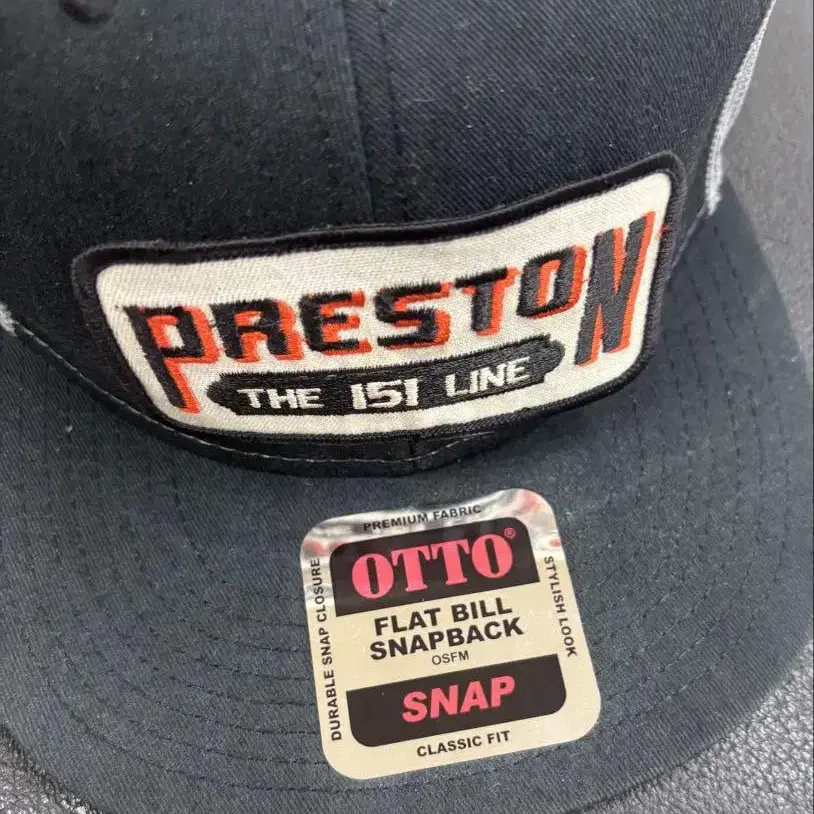 PRESTON
THE 151 LINE
PREMIUM FABRIC
OTTO®
FLAT BILL
SNAPBACK
OSFM
SNAP
CLASSIC FIT
DURABLE SNAP CLOSURE
STYLISH LOOK